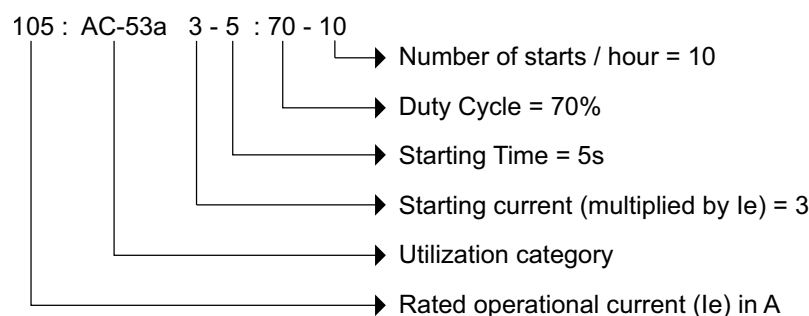 105 : AC-53a 3 - 5 : 70 - 10
Number of starts / hour = 10
Duty Cycle = 70%
Starting Time = 5s
Starting current (multiplied by Ie) = 3
Utilization category
Rated operational current (Ie) in A